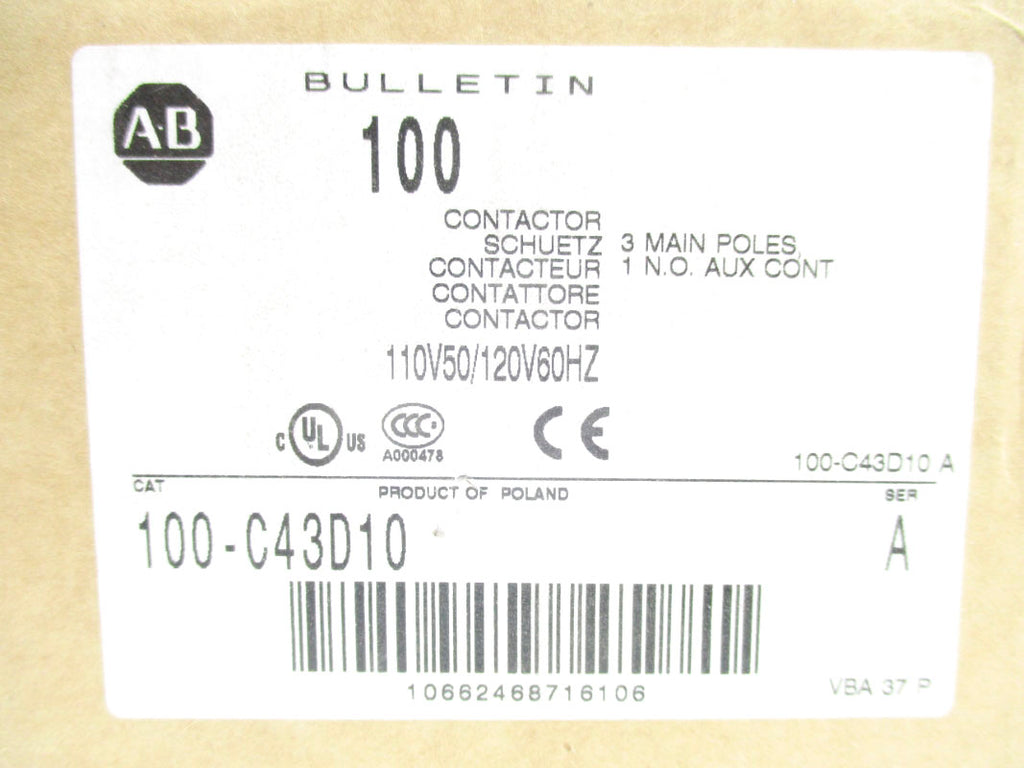 A·B
BULLETIN
100
CONTACTOR
SCHUETZ 3 MAIN POLES,
CONTACTEUR 1 N.O. AUX CONT
CONTATTORE
CONTACTOR
110V50/120V60HZ
C UL US
CCC
A000478
CE
100-C43D10 A
CAT
PRODUCT OF POLAND
SER
100-C43D10
A
10662468716106
VBA 37 P